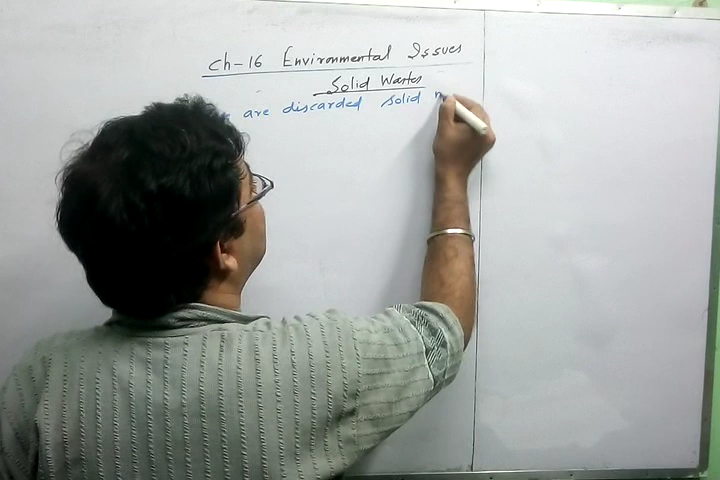 Ch-16 Environmental Issues
Solid Wastes
are discarded solid